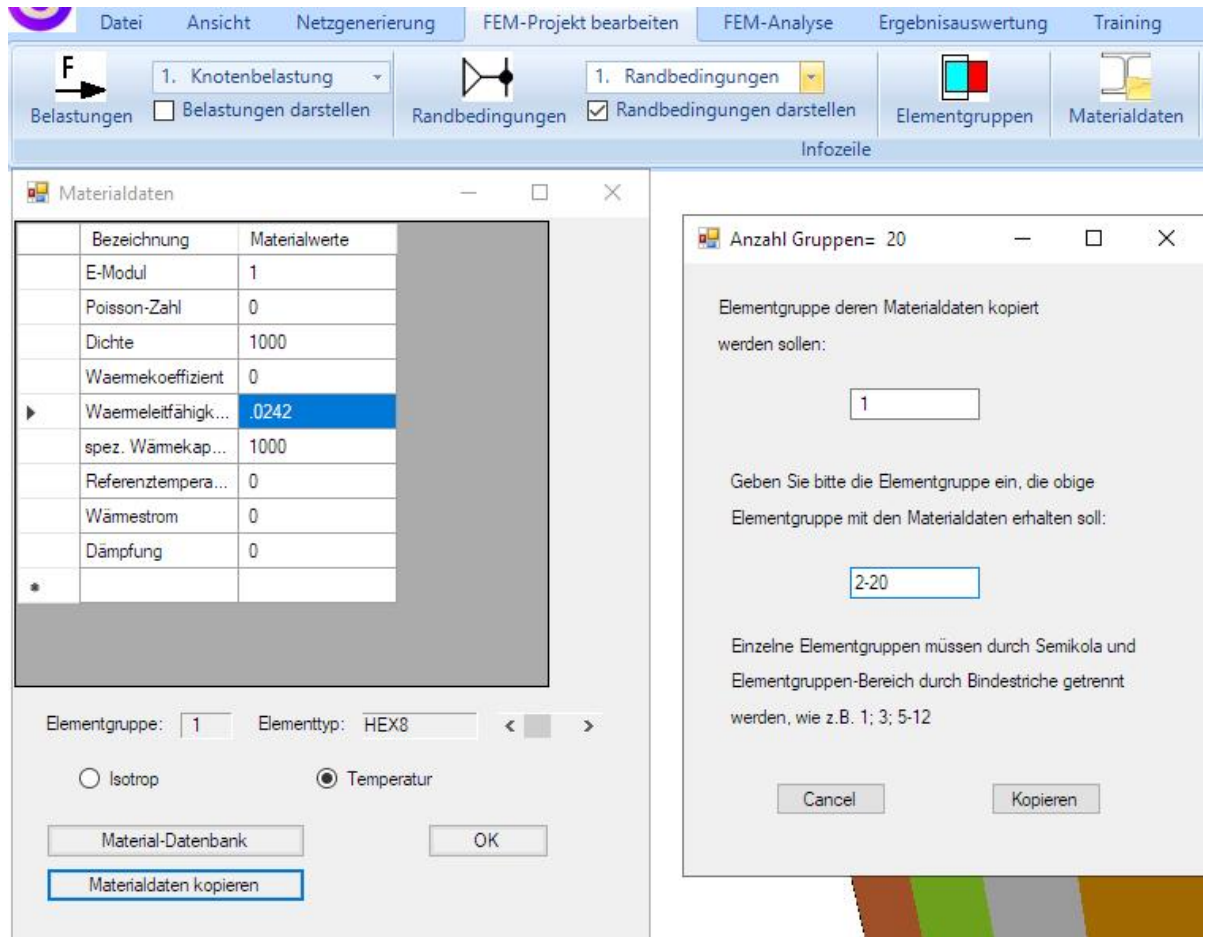 Datei Ansicht Netzgenerierung FEM-Projekt bearbeiten FEM-Analyse Ergebnisauswertung Training
F
1. Knotenbelastung
1. Randbedingungen
Belastungen
Belastungen darstellen
Randbedingungen
Randbedingungen darstellen
Elementgruppen
Materialdaten
Infozeile
Materialdaten
Bezeichnung Materialwerte
E-Modul 1
Poisson-Zahl 0
Dichte 1000
Waermekoeffizient 0
Waermeleitfähigk... .0242
spez. Wärmekap... 1000
Referenztempera... 0
Wärmestrom 0
Dämpfung 0
Elementgruppe: 1 Elementtyp: HEX8
Isotrop Temperatur
Material-Datenbank OK
Materialdaten kopieren
Anzahl Gruppen= 20
Elementgruppe deren Materialdaten kopiert
werden sollen:
1
Geben Sie bitte die Elementgruppe ein, die obige
Elementgruppe mit den Materialdaten erhalten soll:
2-20
Einzelne Elementgruppen müssen durch Semikola und
Elementgruppen-Bereich durch Bindestriche getrennt
werden, wie z.B. 1; 3; 5-12
Cancel Kopieren